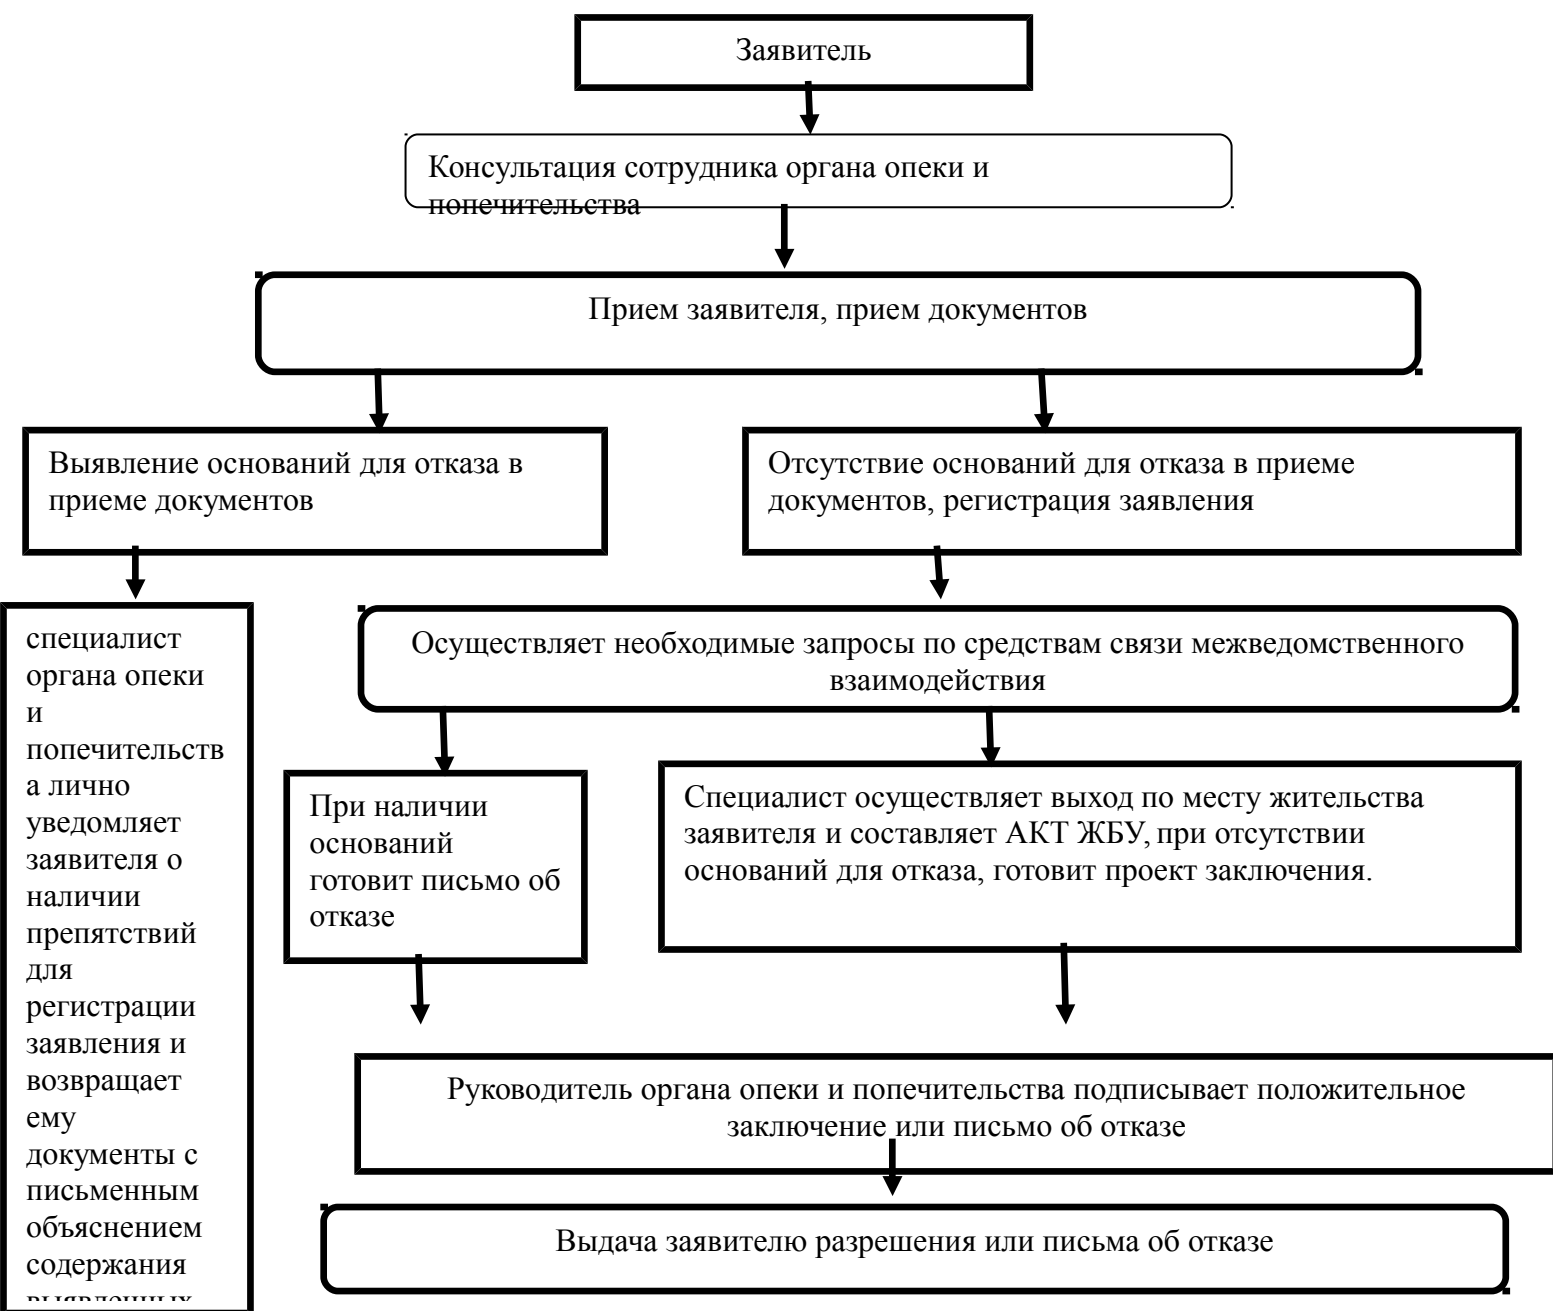 Заявитель
Консультация сотрудника органа опеки и
попечительства
Прием заявителя, прием документов
Выявление оснований для отказа в
приеме документов
Отсутствие оснований для отказа в приеме
документов, регистрация заявления
специалист
органа опеки
и
попечительств
а лично
уведомляет
заявителя о
наличии
препятствий
для
регистрации
заявления и
возвращает
ему
документы с
письменным
объяснением
содержания
выявленных
Осуществляет необходимые запросы по средствам связи межведомственного
взаимодействия
При наличии
оснований
готовит письмо об
отказе
Специалист осуществляет выход по месту жительства
заявителя и составляет АКТ ЖБУ, при отсутствии
оснований для отказа, готовит проект заключения.
Руководитель органа опеки и попечительства подписывает положительное
заключение или письмо об отказе
Выдача заявителю разрешения или письма об отказе